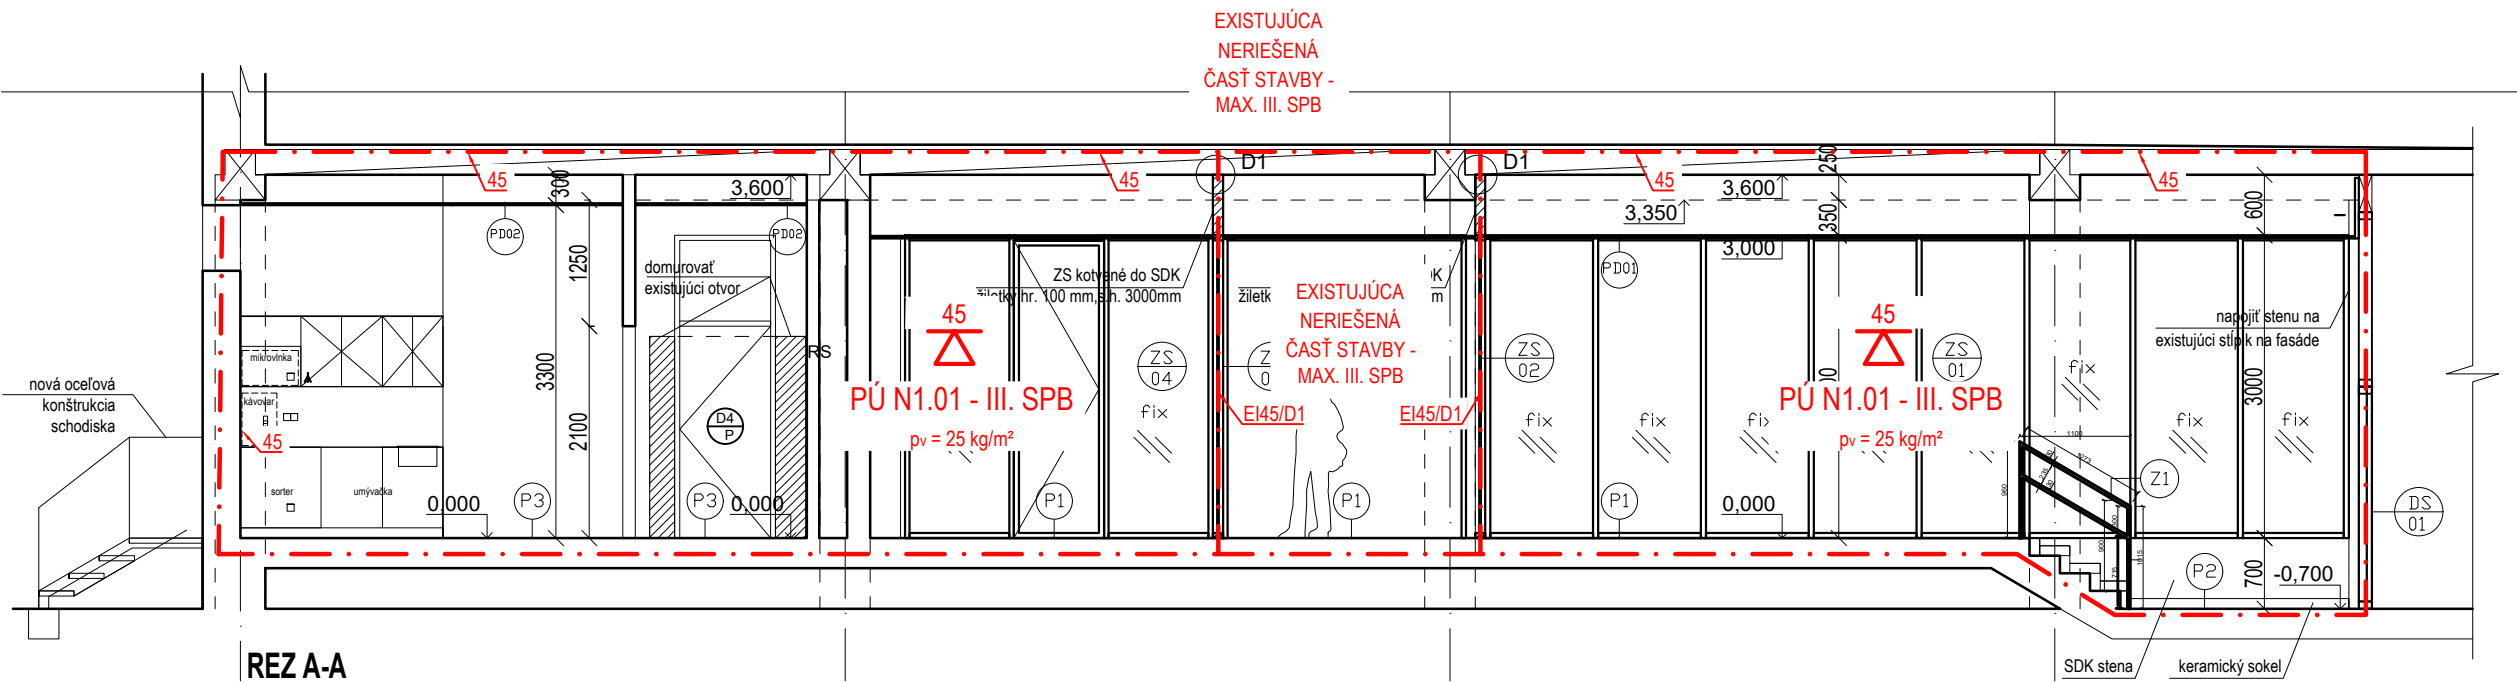 EXISTUJÚCA
NERIEŠENÁ
ČASŤ STAVBY -
MAX. III. SPB
45
45
45
45
D1
D1
3,600
3,600
3,350
3,000
300
250
350
600
PD02
PD02
PD01
1250
3300
2100
3000
700
domurovať
existujúci otvor
ZS kotvené do SDK
žiletky hr. 100 mm,s.h. 3000mm
K
žiletk
m
EXISTUJÚCA
NERIEŠENÁ
ČASŤ STAVBY -
MAX. III. SPB
45
PÚ N1.01 - III. SPB
pv = 25 kg/m²
45
PÚ N1.01 - III. SPB
pv = 25 kg/m²
napojiť stenu na
existujúci stĺpik na fasáde
RS
ZS
04
ZS
02
ZS
01
EI45/D1
EI45/D1
fix
fix
fix
fix
fix
fix
mikrovlnka
kávovar
45
sorter
umývačka
nová oceľová
konštrukcia
schodiska
D4
P
0,000
0,000
0,000
-0,700
P3
P3
P1
P1
P1
P2
Z1
DS
01
1100
960
900
1015
REZ A-A
SDK stena
keramický sokel